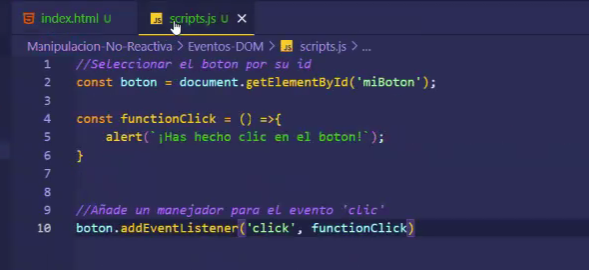 index.html U
JS scripts.js U
Manipulacion-No-Reactiva > Eventos-DOM > JS scripts.js > ...
1 //Seleccionar el boton por su id
2 const boton = document.getElementById('miBoton');
3
4 const functionClick = () =>{
5     alert(`¡Has hecho clic en el boton!`);
6 }
7
8
9 //Añade un manejador para el evento 'clic'
10 boton.addEventListener('click', functionClick)